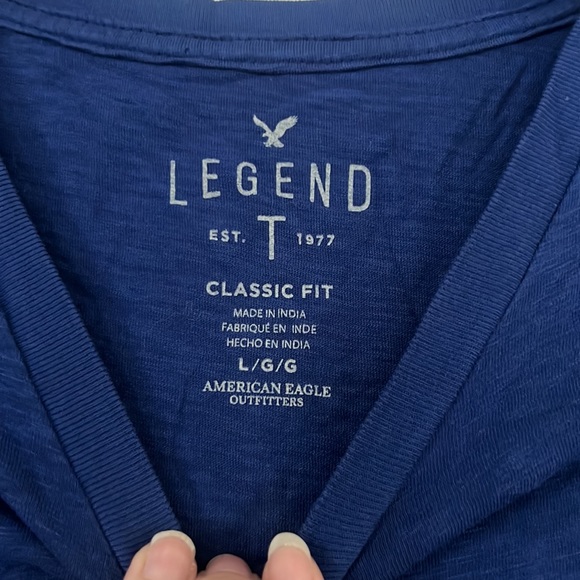 LEGEND
EST. T 1977
CLASSIC FIT
MADE IN INDIA
FABRIQUÉ EN INDE
HECHO EN INDIA
L/G/G
AMERICAN EAGLE
OUTFITTERS